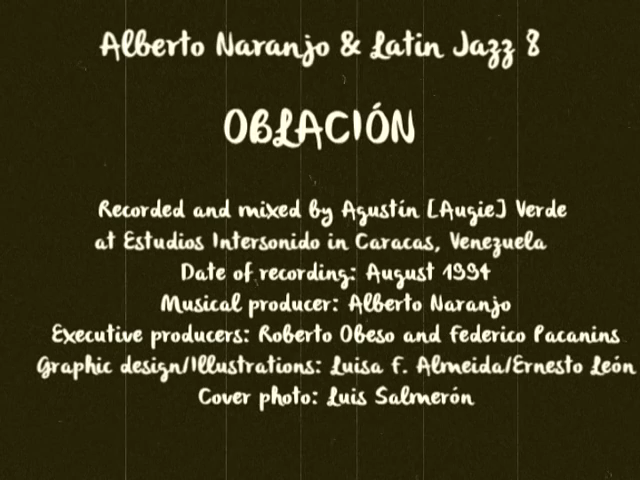 Alberto Naranjo & Latin Jazz 8
OBLACIÓN
Recorded and mixed by Agustín [Augie] Verde
at Estudios Intersonido in Caracas, Venezuela
Date of recording: August 1994
Musical producer: Alberto Naranjo
Executive producers: Roberto Obeso and Federico Pacanins
Graphic design/Illustrations: Luisa F. Almeida/Ernesto León
Cover photo: Luis Salmerón